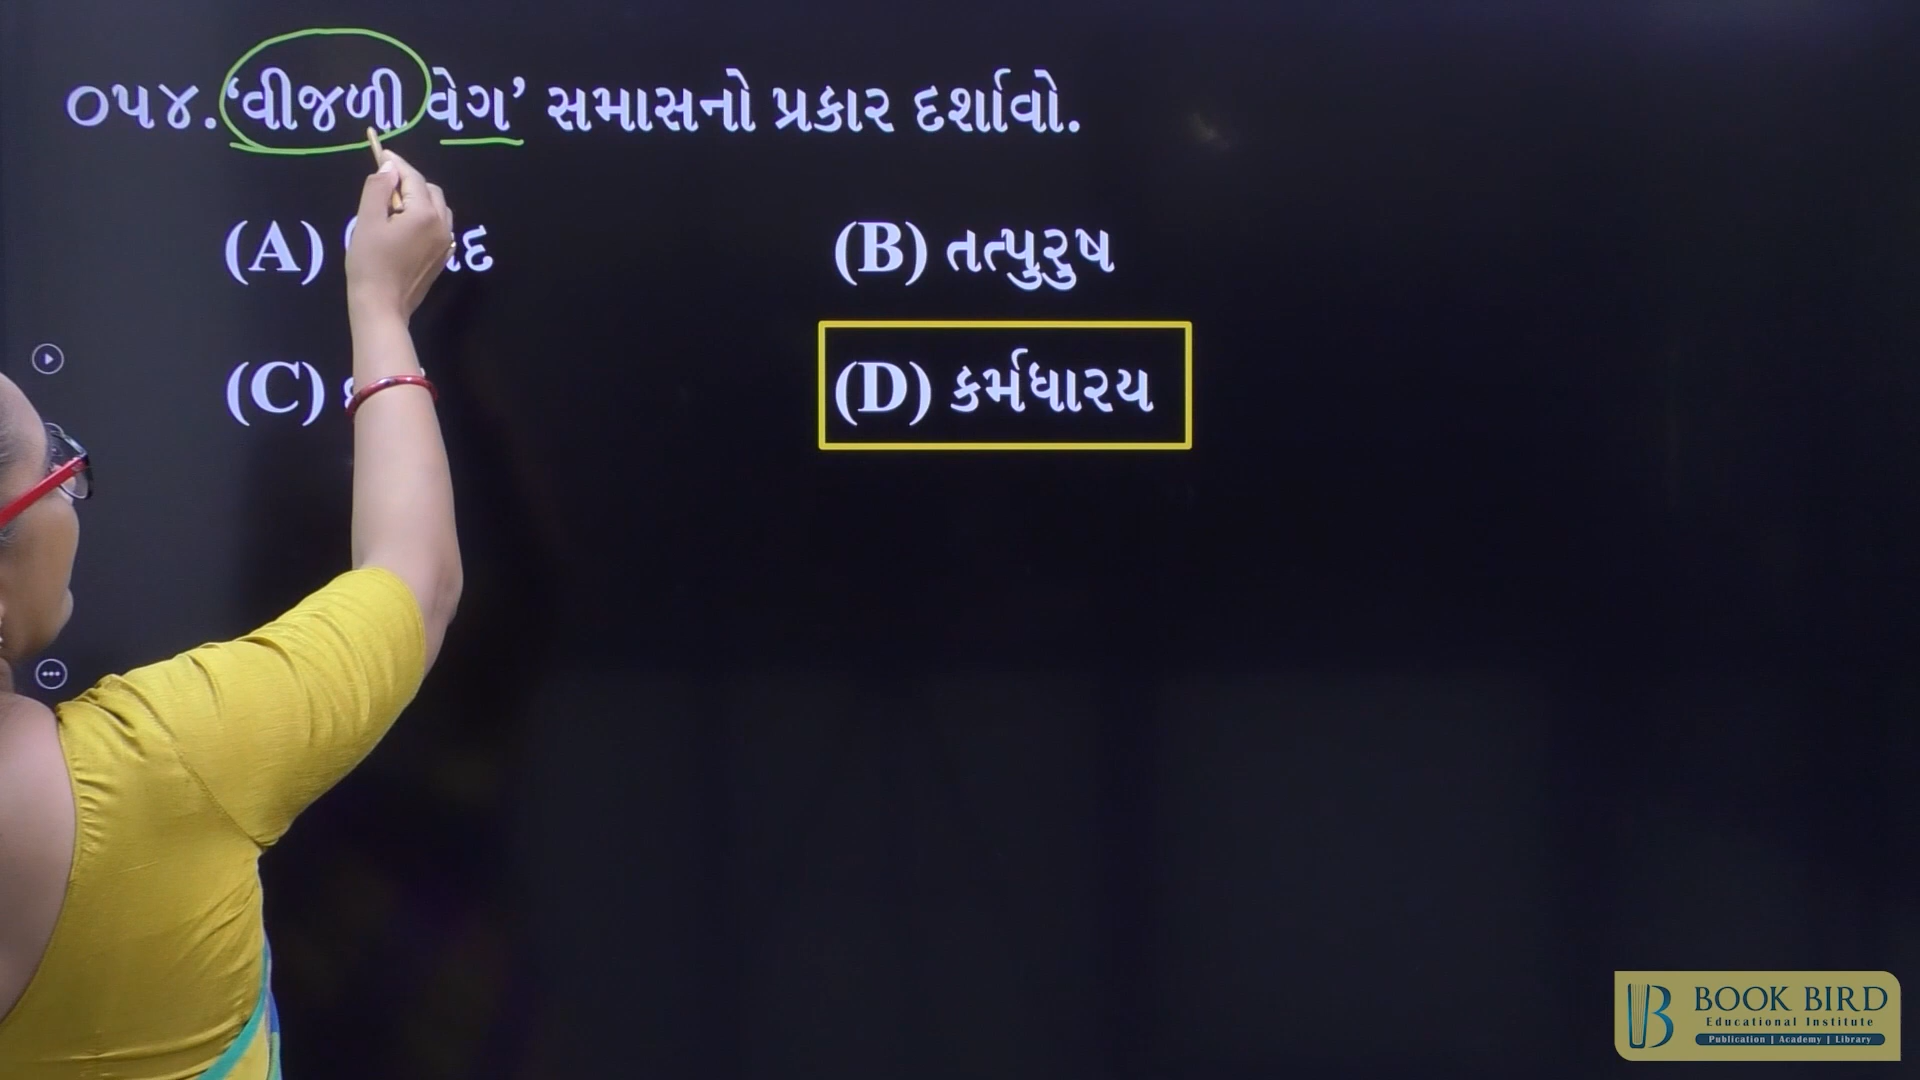 ૦૫૪. ‘વીજળી વેગ’ સમાસનો પ્રકાર દર્શાવો.
(A)
(B) તત્પુરુષ
(C)
(D) કર્મધારય
BOOK BIRD
Educational Institute
Publication | Academy | Library